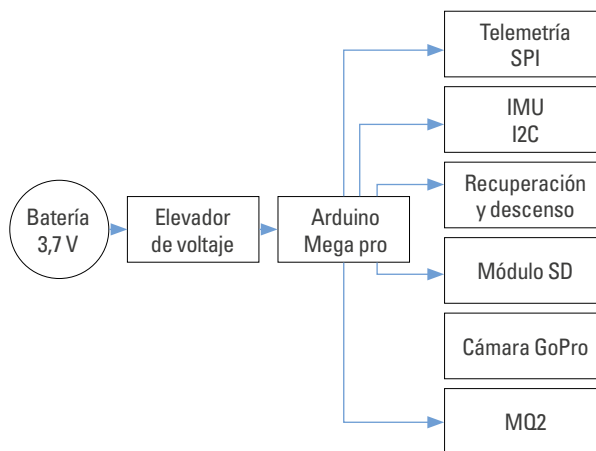 Batería
3,7 V
Elevador
de voltaje
Arduino
Mega pro
Telemetría
SPI
IMU
I2C
Recuperación
y descenso
Módulo SD
Cámara GoPro
MQ2